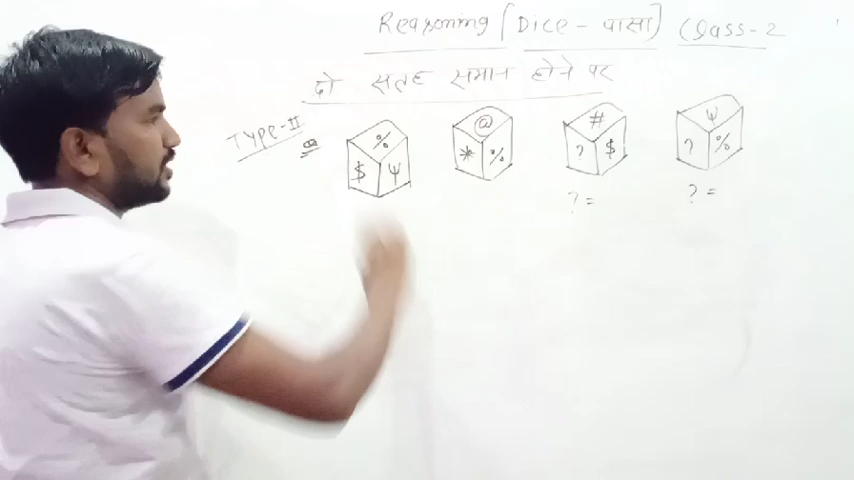 Reasoning [Dice - पासा] Class-2
दो सतह समान होने पर
Type-II
Q
% $ Ψ
@ * %
# ? $
Ψ ? %
? =
? =